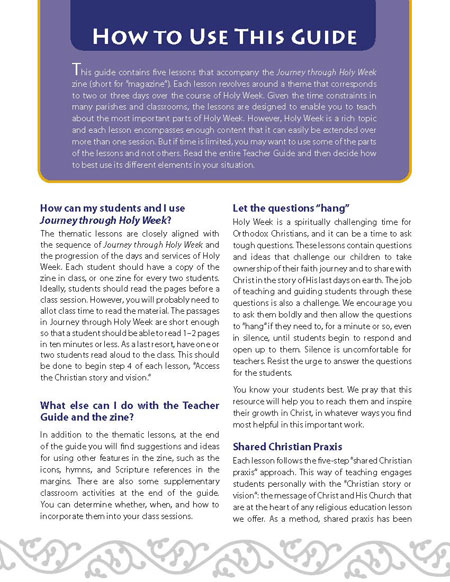 How to Use This Guide
This guide contains five lessons that accompany the Journey through Holy Week
zine (short for "magazine"). Each lesson revolves around a theme that corresponds
to two or three days over the course of Holy Week. Given the time constraints in
many parishes and classrooms, the lessons are designed to enable you to teach
about the most important parts of Holy Week. However, Holy Week is a rich topic
and each lesson encompasses enough content that it can easily be extended over
more than one session. But if time is limited, you may want to use some of the parts
of the lessons and not others. Read the entire Teacher Guide and then decide how
to best use its different elements in your situation.
How can my students and I use
Journey through Holy Week?
The thematic lessons are closely aligned with
the sequence of Journey through Holy Week and
the progression of the days and services of Holy
Week. Each student should have a copy of the
zine in class, or one zine for every two students.
Ideally, students should read the pages before a
class session. However, you will probably need to
allot class time to read the material. The passages
in Journey through Holy Week are short enough
so that a student should be able to read 1–2 pages
in ten minutes or less. As a last resort, have one or
two students read aloud to the class. This should
be done to begin step 4 of each lesson, "Access
the Christian story and vision."
What else can I do with the Teacher
Guide and the zine?
In addition to the thematic lessons, at the end
of the guide you will find suggestions and ideas
for using other features in the zine, such as the
icons, hymns, and Scripture references in the
margins. There are also some supplementary
classroom activities at the end of the guide.
You can determine whether, when, and how to
incorporate them into your class sessions.
Let the questions "hang"
Holy Week is a spiritually challenging time for
Orthodox Christians, and it can be a time to ask
tough questions. These lessons contain questions
and ideas that challenge our children to take
ownership of their faith journey and to share with
Christ in the story of His last days on earth. The job
of teaching and guiding students through these
questions is also a challenge. We encourage you
to ask them boldly and then allow the questions
to "hang" if they need to, for a minute or so, even
in silence, until students begin to respond and
open up to them. Silence is uncomfortable for
teachers. Resist the urge to answer the questions
for the students.
You know your students best. We pray that this
resource will help you to reach them and inspire
their growth in Christ, in whatever ways you find
most helpful in this important work.
Shared Christian Praxis
Each lesson follows the five-step "shared Christian
praxis" approach. This way of teaching engages
students personally with the "Christian story or
vision": the message of Christ and His Church that
are at the heart of any religious education lesson
we offer. As a method, shared praxis has been